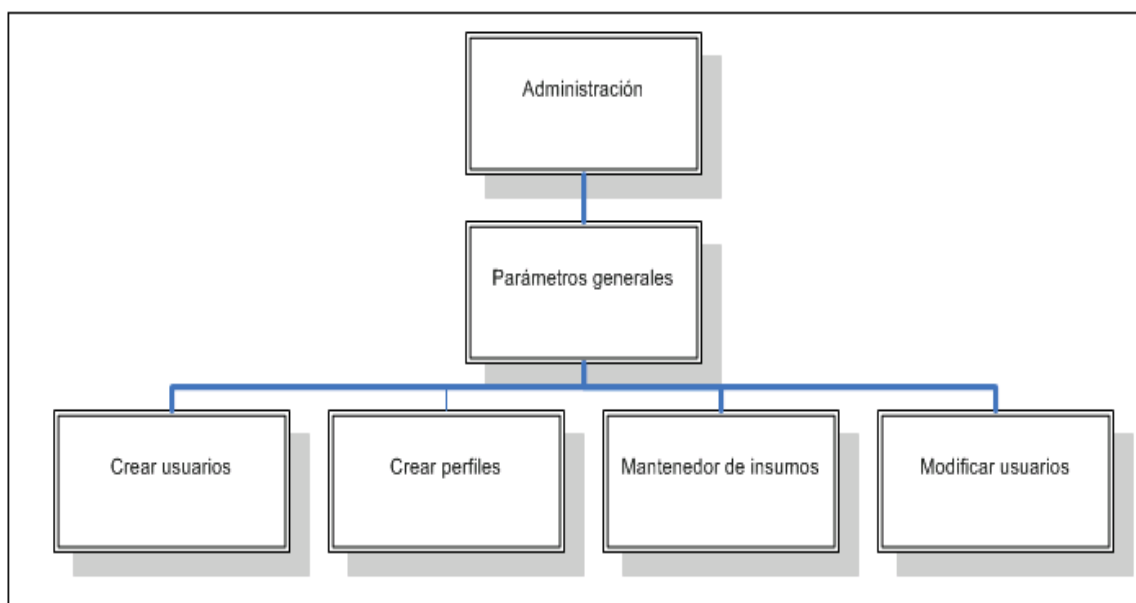 Administración
Parámetros generales
Crear usuarios
Crear perfiles
Mantenedor de insumos
Modificar usuarios